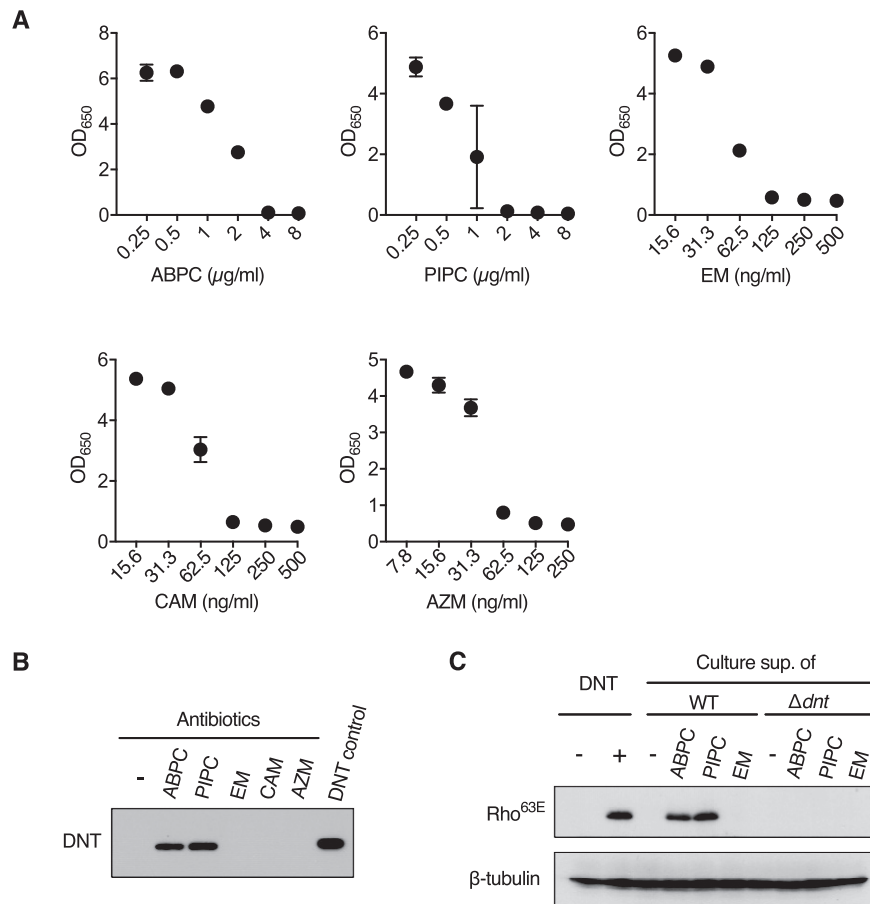 A
8
6
4
2
0
OD650
0.25 0.5 1 2 4 8
ABPC (µg/ml)
6
4
2
0
OD650
0.25 0.5 1 2 4 8
PIPC (µg/ml)
6
4
2
0
OD650
15.6 31.3 62.5 125 250 500
EM (ng/ml)
6
4
2
0
OD650
15.6 31.3 62.5 125 250 500
CAM (ng/ml)
5
4
3
2
1
0
OD650
7.8 15.6 31.3 62.5 125 250
AZM (ng/ml)
B
Antibiotics
- ABPC PIPC EM CAM AZM DNT control
DNT
C
Culture sup. of
DNT
WT Δdnt
- + - ABPC PIPC EM - ABPC PIPC EM
Rho63E
β-tubulin